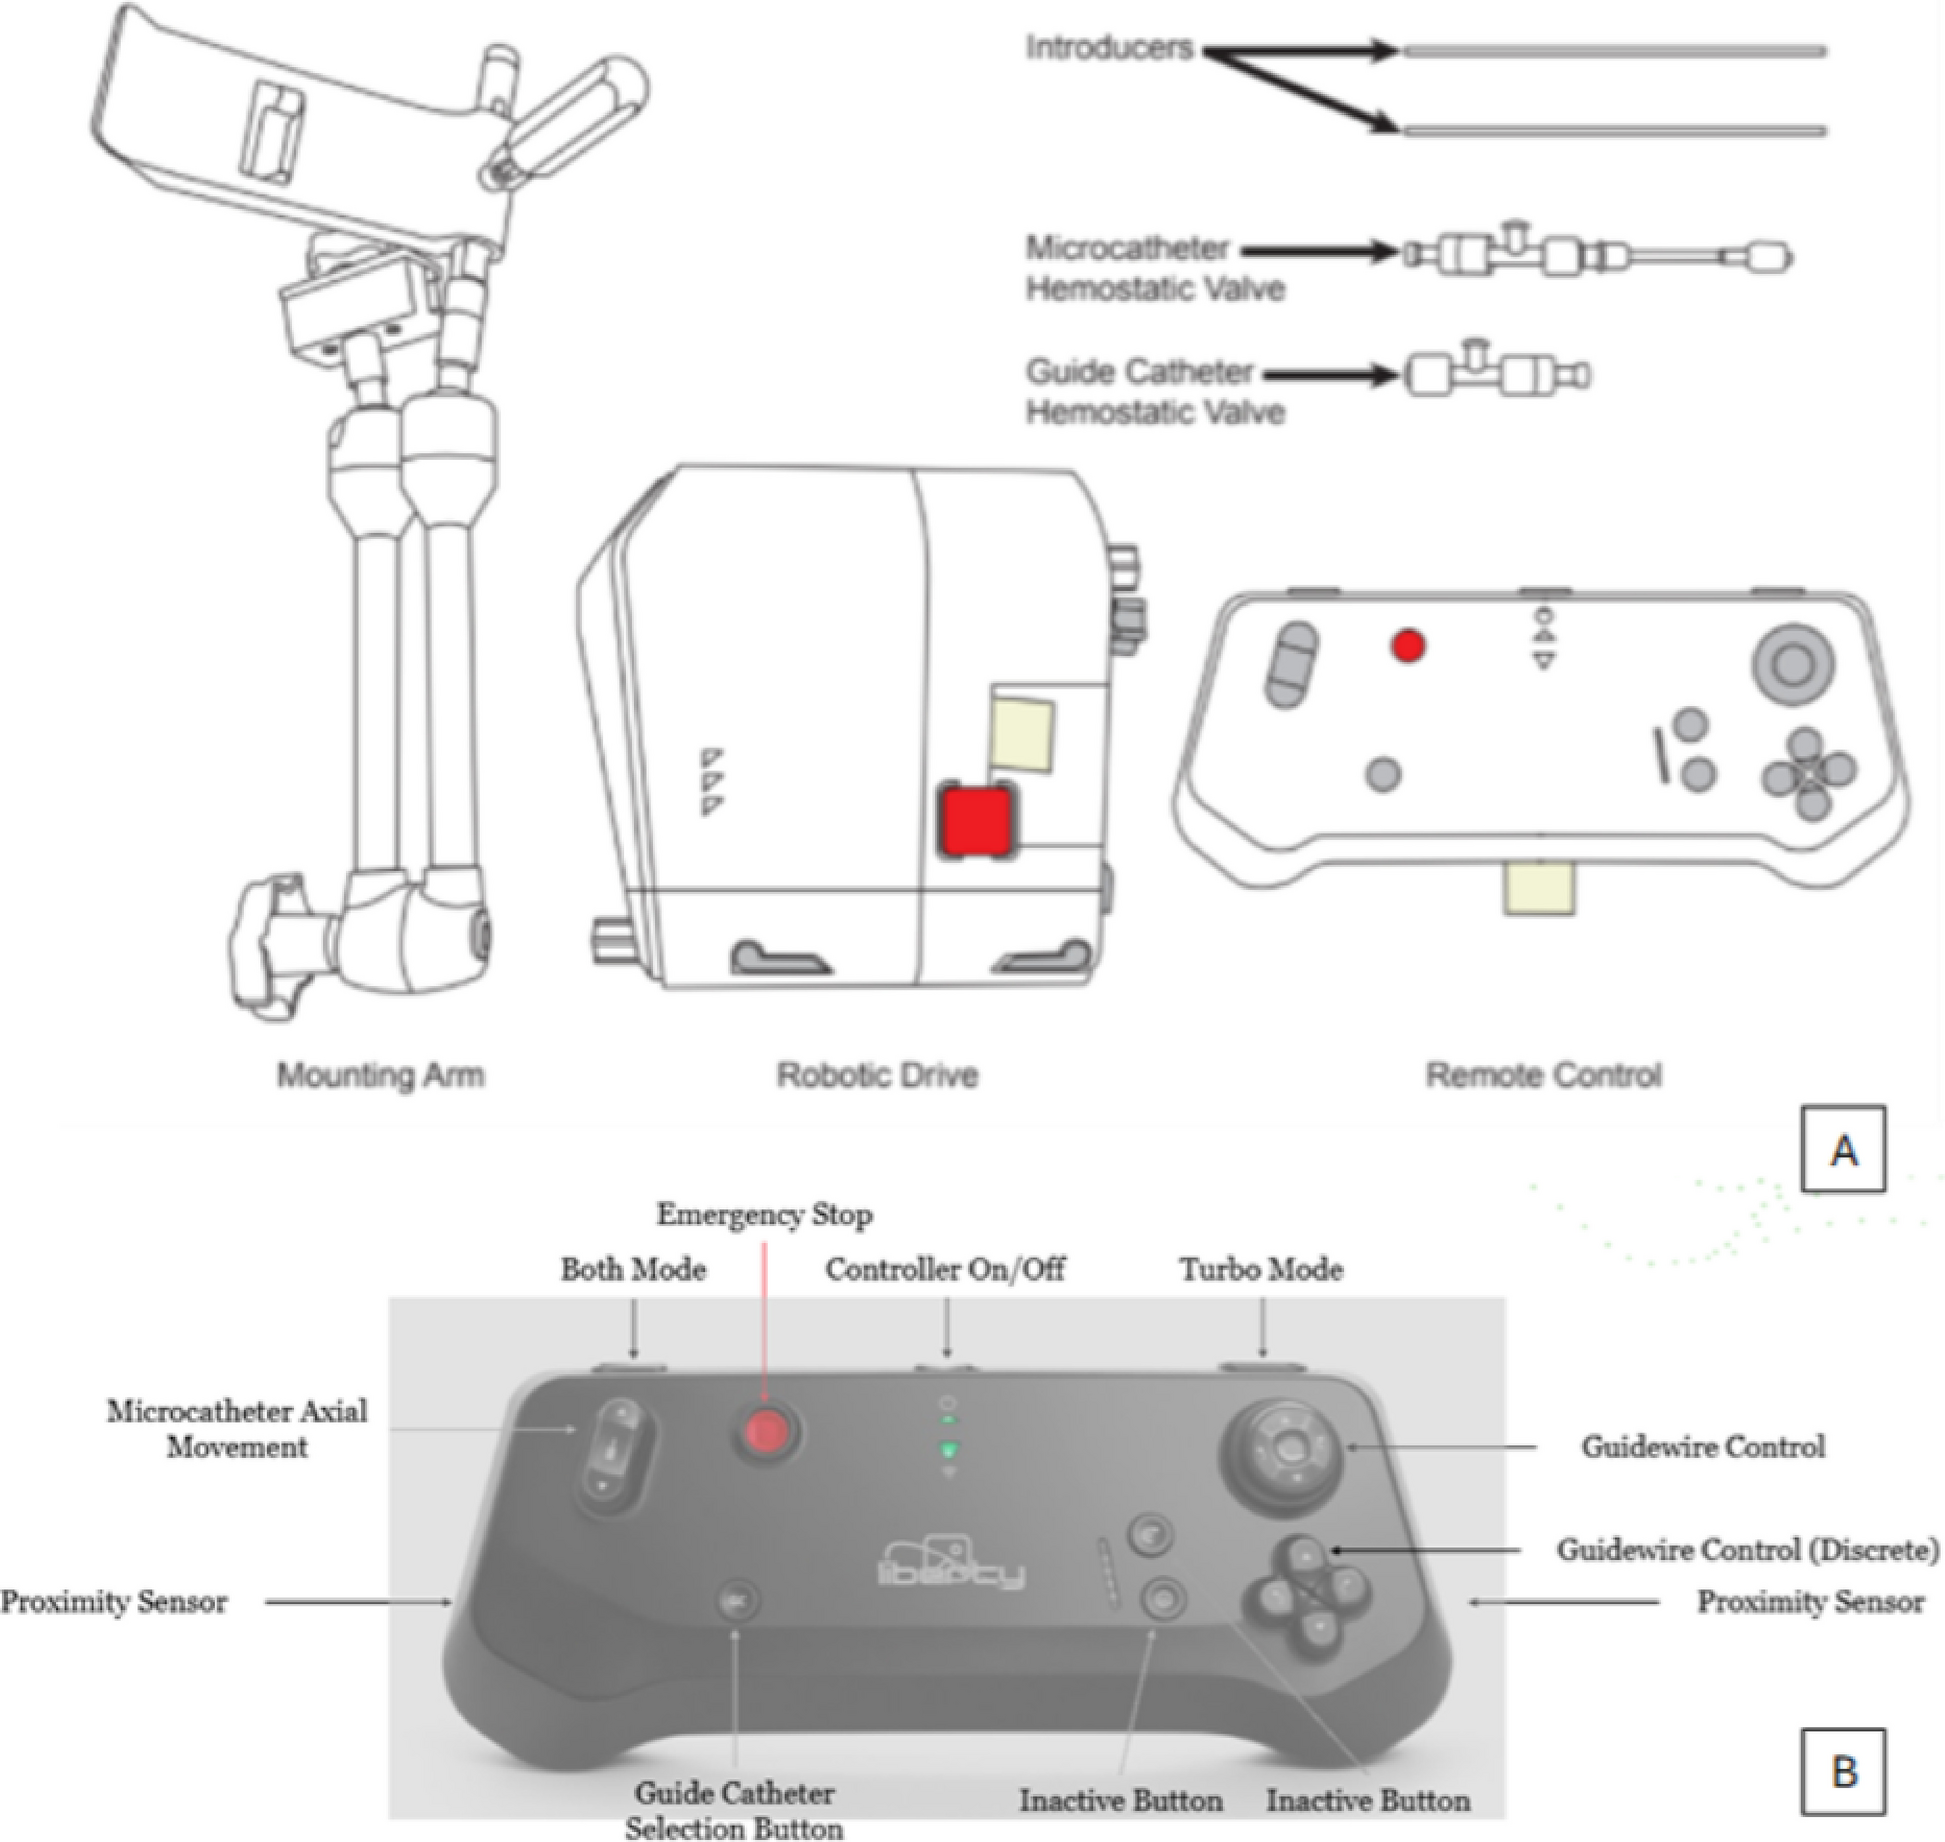 Introducers
Microcatheter
Hemostatic Valve
Guide Catheter
Hemostatic Valve
Mounting Arm
Robotic Drive
Remote Control
A
Emergency Stop
Both Mode
Controller On/Off
Turbo Mode
Microcatheter Axial
Movement
Guidewire Control
Guidewire Control (Discrete)
Proximity Sensor
Proximity Sensor
liberty
Guide Catheter
Selection Button
Inactive Button
Inactive Button
B